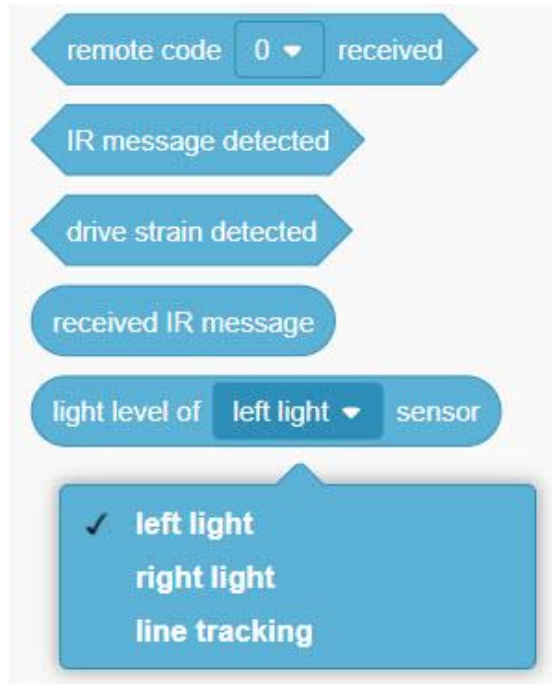 remote code 0 received
IR message detected
drive strain detected
received IR message
light level of left light sensor
left light
right light
line tracking